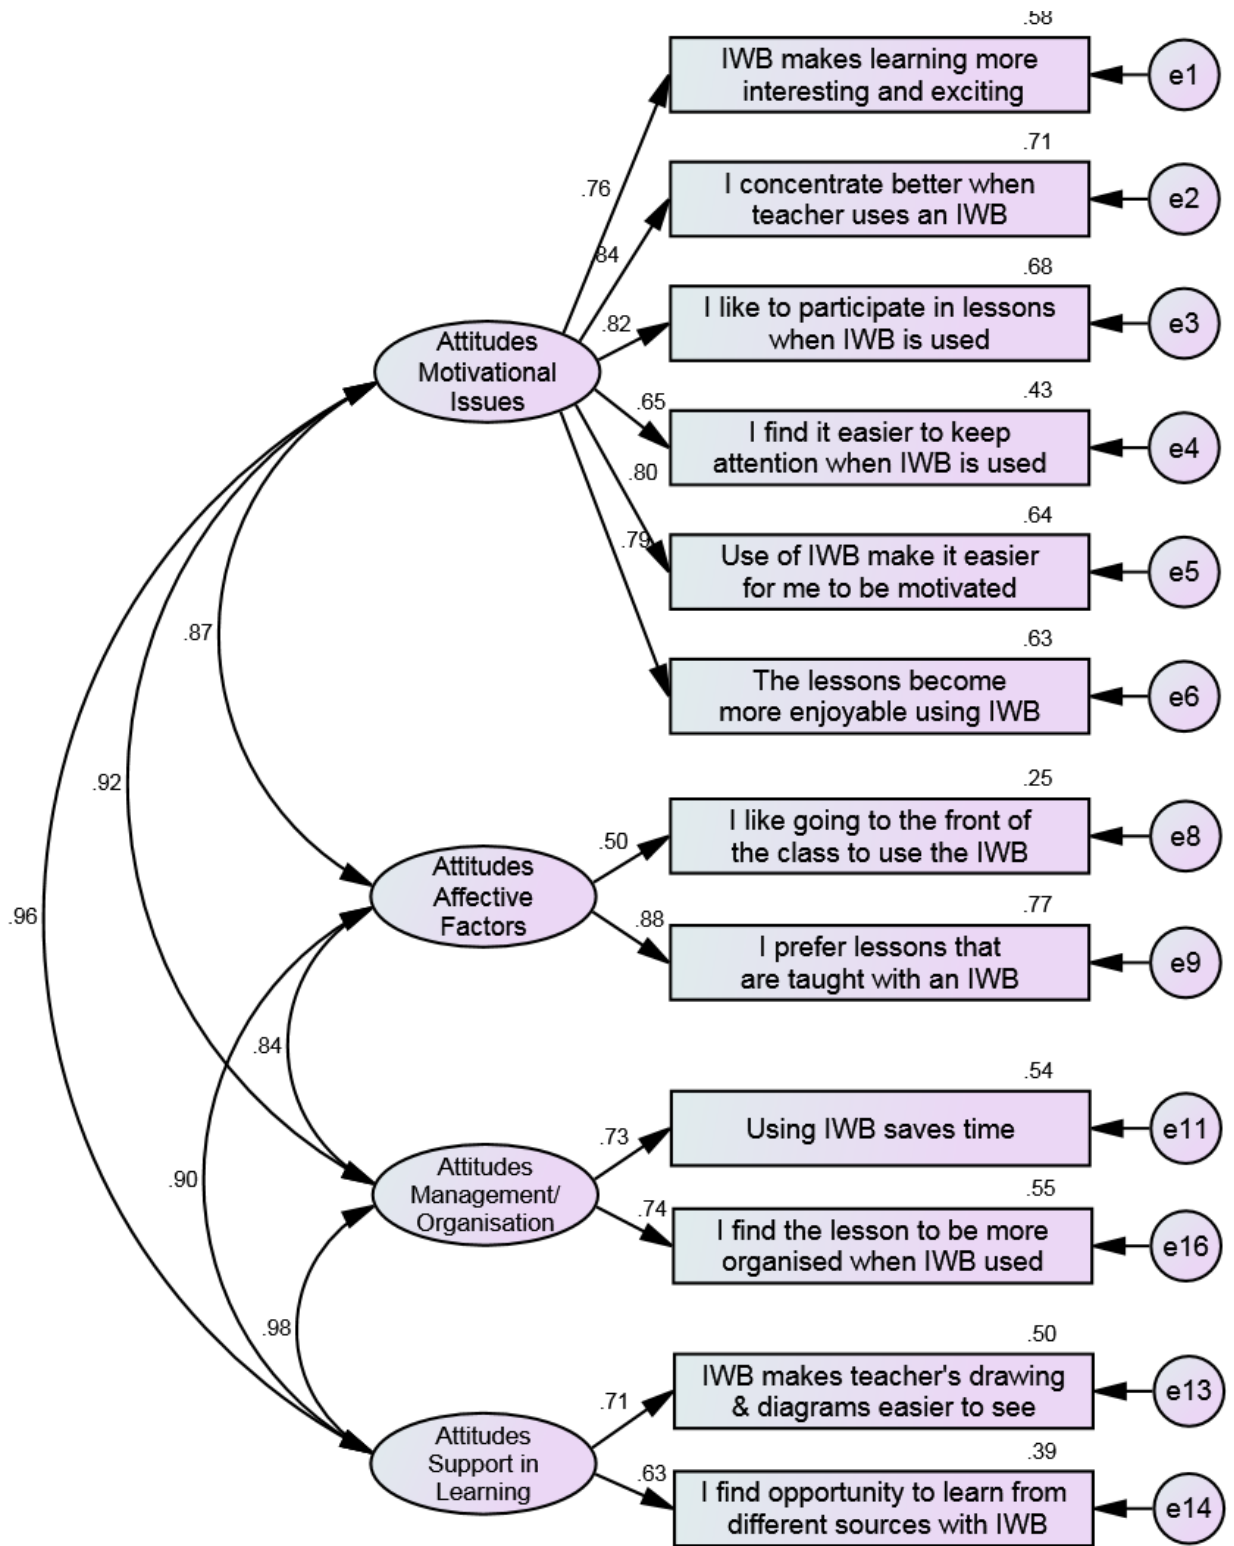 .58
IWB makes learning more
interesting and exciting
e1
.76
.71
I concentrate better when
teacher uses an IWB
e2
.84
.68
I like to participate in lessons
when IWB is used
e3
.82
Attitudes
Motivational
Issues
.65
.43
I find it easier to keep
attention when IWB is used
e4
.80
.64
Use of IWB make it easier
for me to be motivated
e5
.79
.63
The lessons become
more enjoyable using IWB
e6
.87
.92
.96
.25
I like going to the front of
the class to use the IWB
e8
.50
Attitudes
Affective
Factors
.88
.77
I prefer lessons that
are taught with an IWB
e9
.84
.90
.54
Using IWB saves time
e11
.73
Attitudes
Management/
Organisation
.74
.55
I find the lesson to be more
organised when IWB used
e16
.98
.50
IWB makes teacher's drawing
& diagrams easier to see
e13
.71
Attitudes
Support in
Learning
.63
.39
I find opportunity to learn from
different sources with IWB
e14